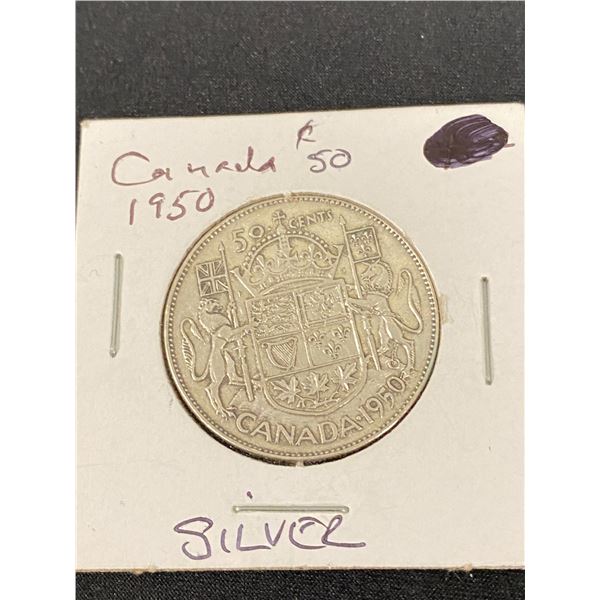 Canada ¢50
1950
50 CENTS
CANADA · 1950
SILVER